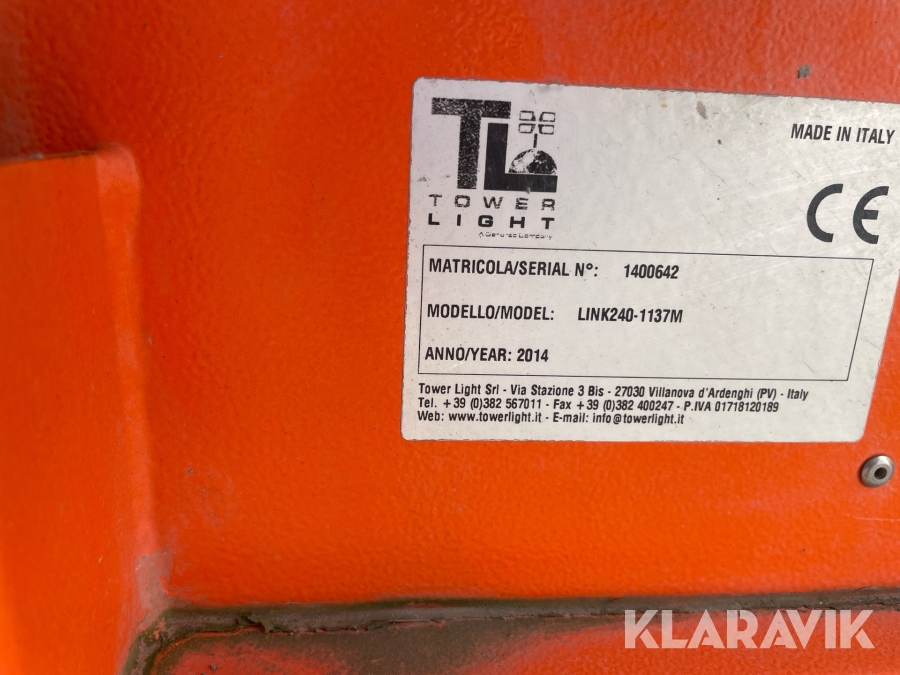 TL
TOWER
LIGHT
MADE IN ITALY
CE
MATRICOLA/SERIAL N°: 1400642
MODELLO/MODEL: LINK240-1137M
ANNO/YEAR: 2014
Tower Light Srl - Via Stazione 3 Bis - 27030 Villanova d'Ardenghi (PV) - Italy
Tel. +39 (0)382 567011 - Fax +39 (0)382 400247 - P.IVA 01718120189
Web: www.towerlight.it - E-mail: info@towerlight.it
KLARAVIK